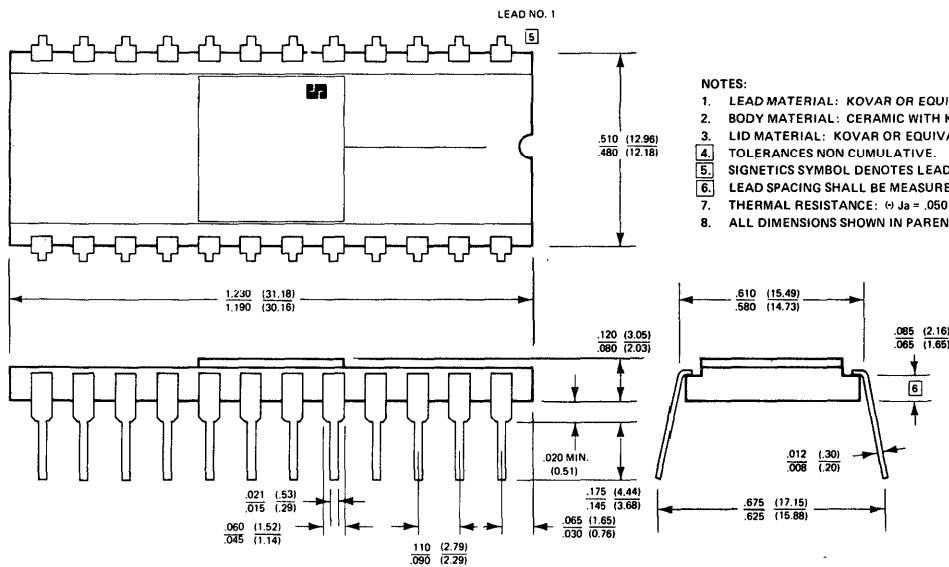 LEAD NO. 1
5
NOTES:
1. LEAD MATERIAL: KOVAR OR
2. BODY MATERIAL: CERAMIC WITH
3. LID MATERIAL: KOVAR OR
4. TOLERANCES NON CUMULATIVE.
5. SIGNETICS SYMBOL DENOTES LEAD
6. LEAD SPACING SHALL BE
7. THERMAL RESISTANCE: Θ Ja = .050
8. ALL DIMENSIONS SHOWN IN
.510 (12.96)
.480 (12.18)
1.230 (31.18)
1.190 (30.16)
.610 (15.49)
.580 (14.73)
.120 (3.05)
.080 (2.03)
.085 (2.16)
.065 (1.65)
6
.020 MIN.
(0.51)
.012 (.30)
.008 (.20)
.021 (.53)
.015 (.29)
.175 (4.44)
.145 (3.68)
.675 (17.15)
.625 (15.88)
.060 (1.52)
.045 (1.14)
.065 (1.65)
.030 (0.76)
.110 (2.79)
.090 (2.29)